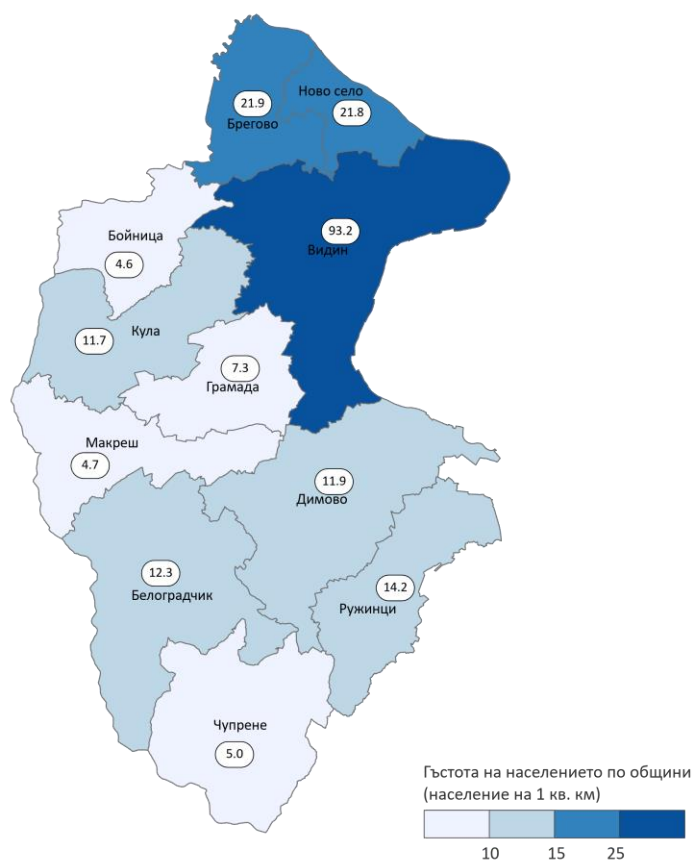 Ново село
21.9
21.8
Брегово
93.2
Видин
Бойница
4.6
Кула
11.7
7.3
Грамада
Макреш
4.7
11.9
Димово
12.3
Белоградчик
14.2
Ружинци
Чупрене
5.0
Гъстота на населението по общини
(население на 1 кв. км)
10 15 25